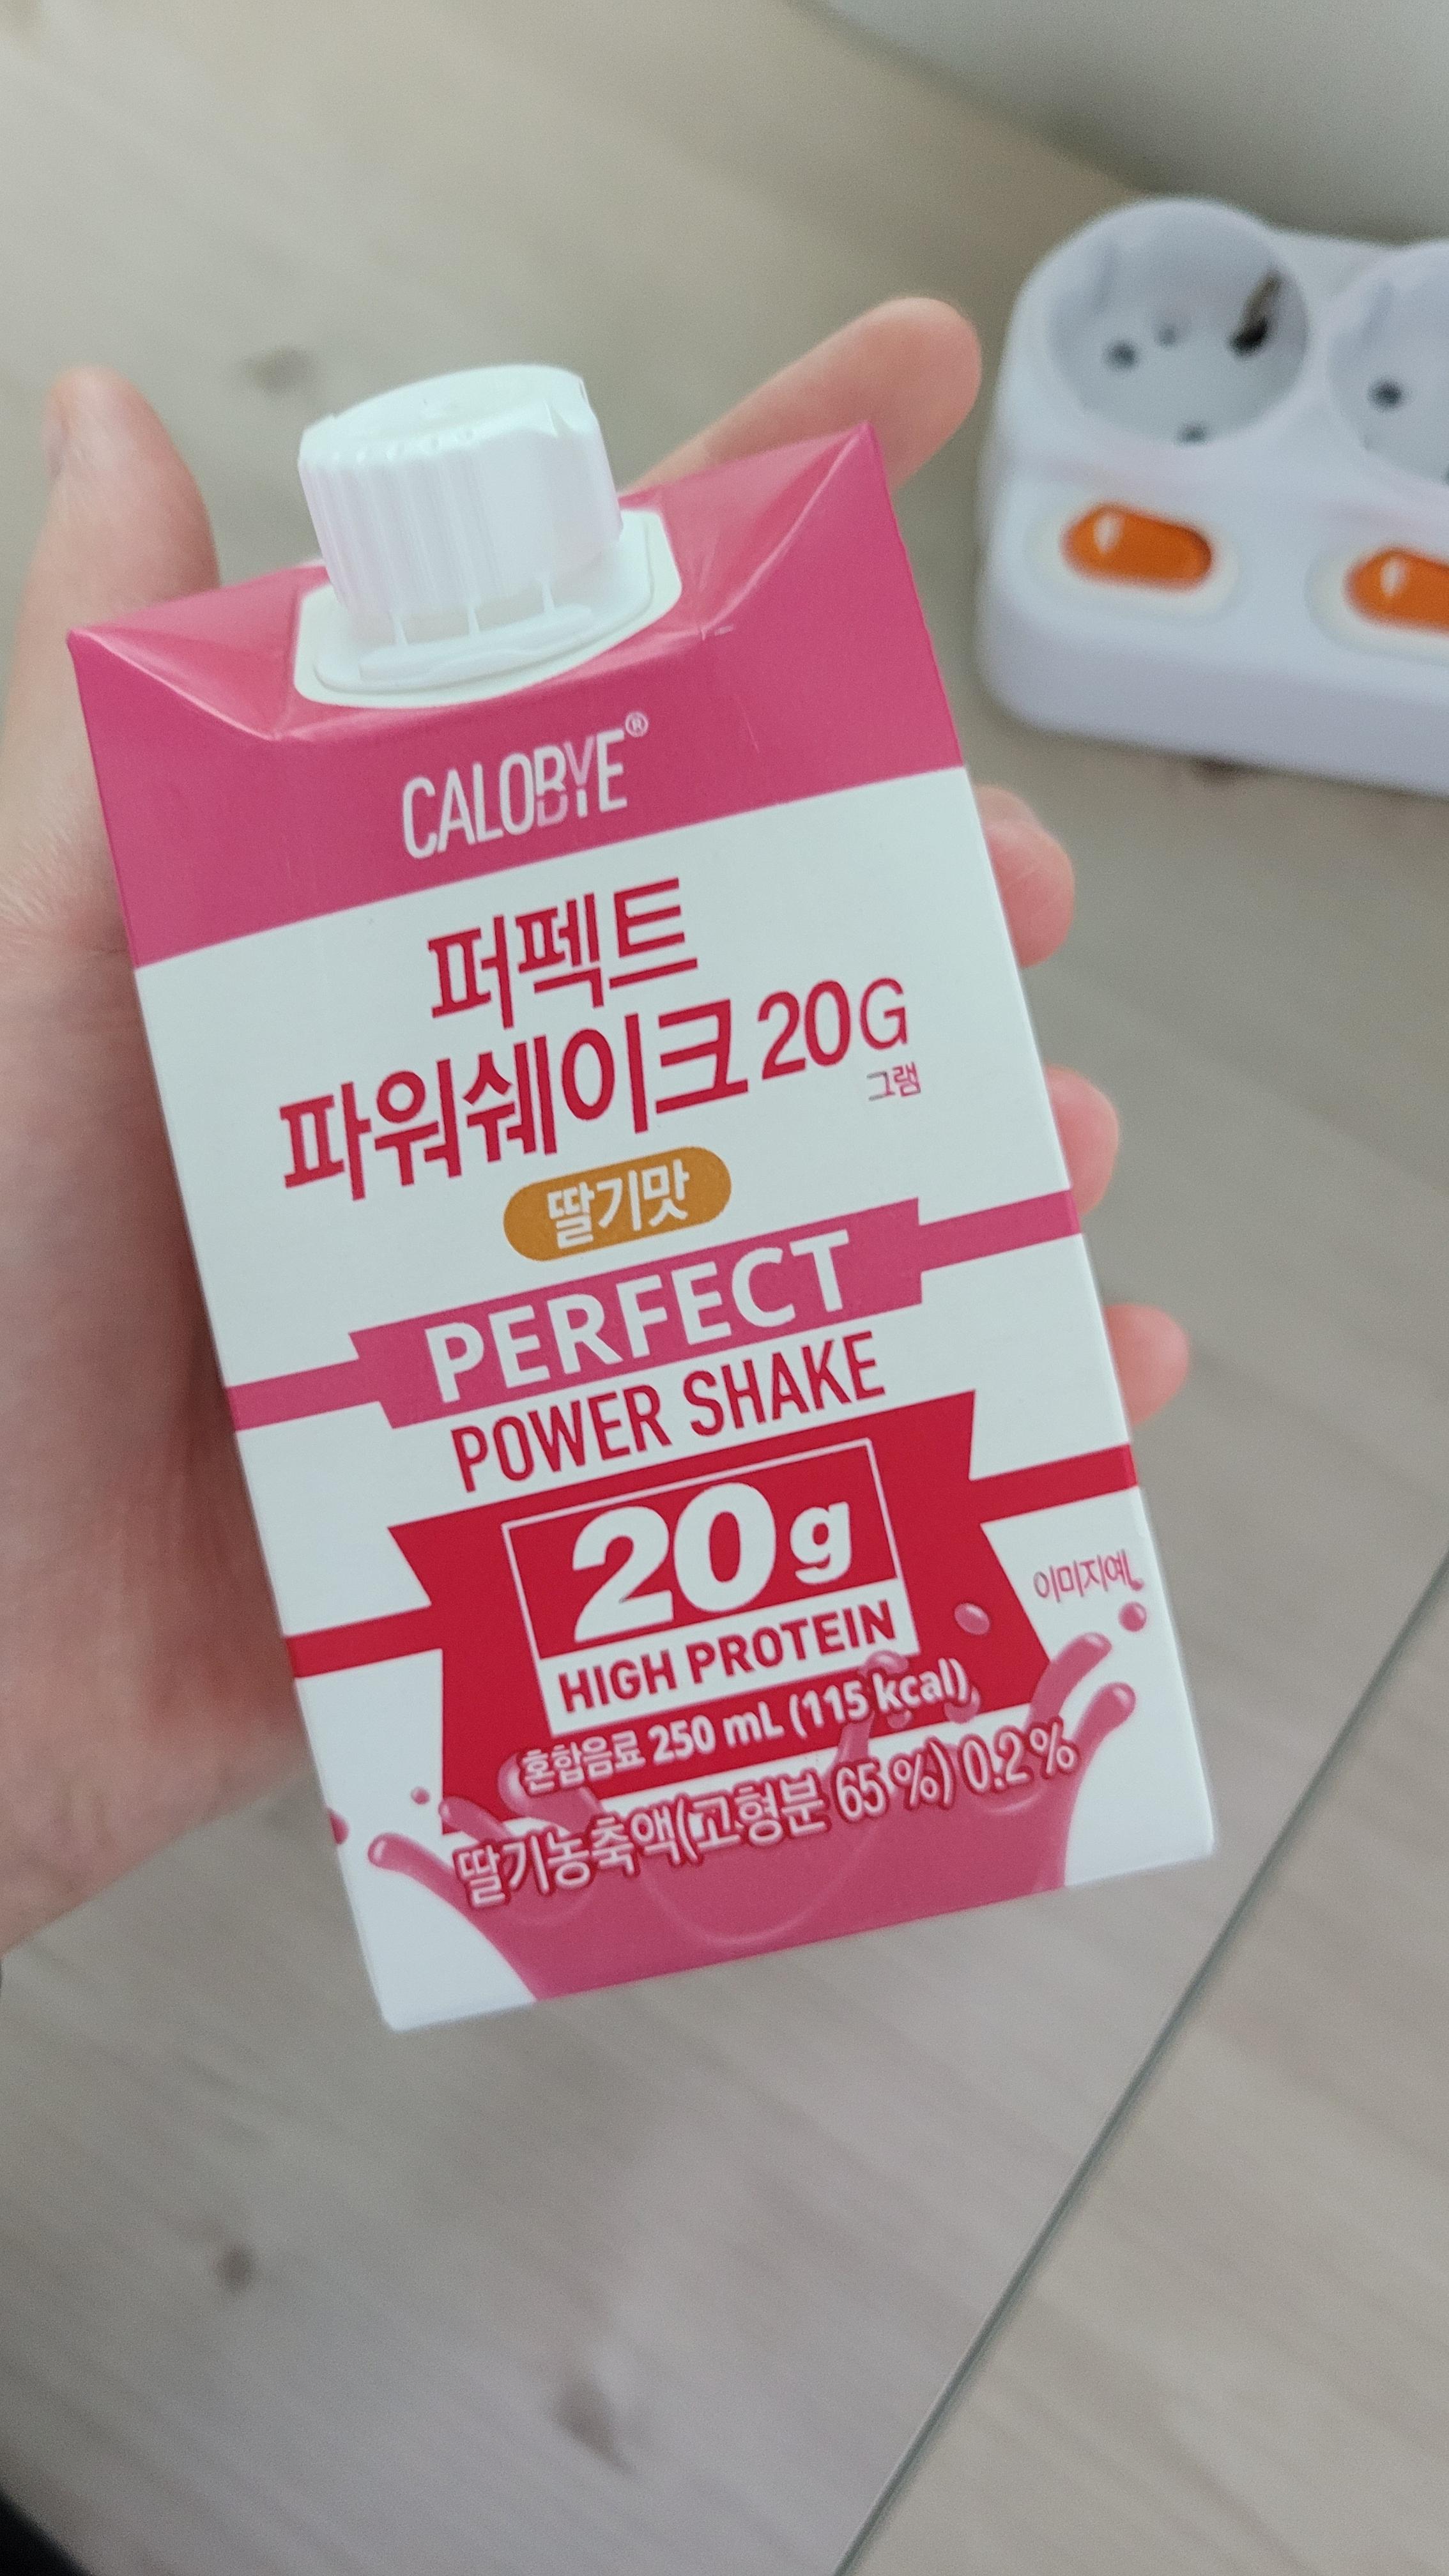 CALOBYE®
퍼펙트
파워쉐이크 20G
그램
딸기맛
PERFECT
POWER SHAKE
20g
HIGH PROTEIN
이미지예
혼합음료 250 mL (115 kcal)
딸기농축액(고형분 65 %) 0.2 %